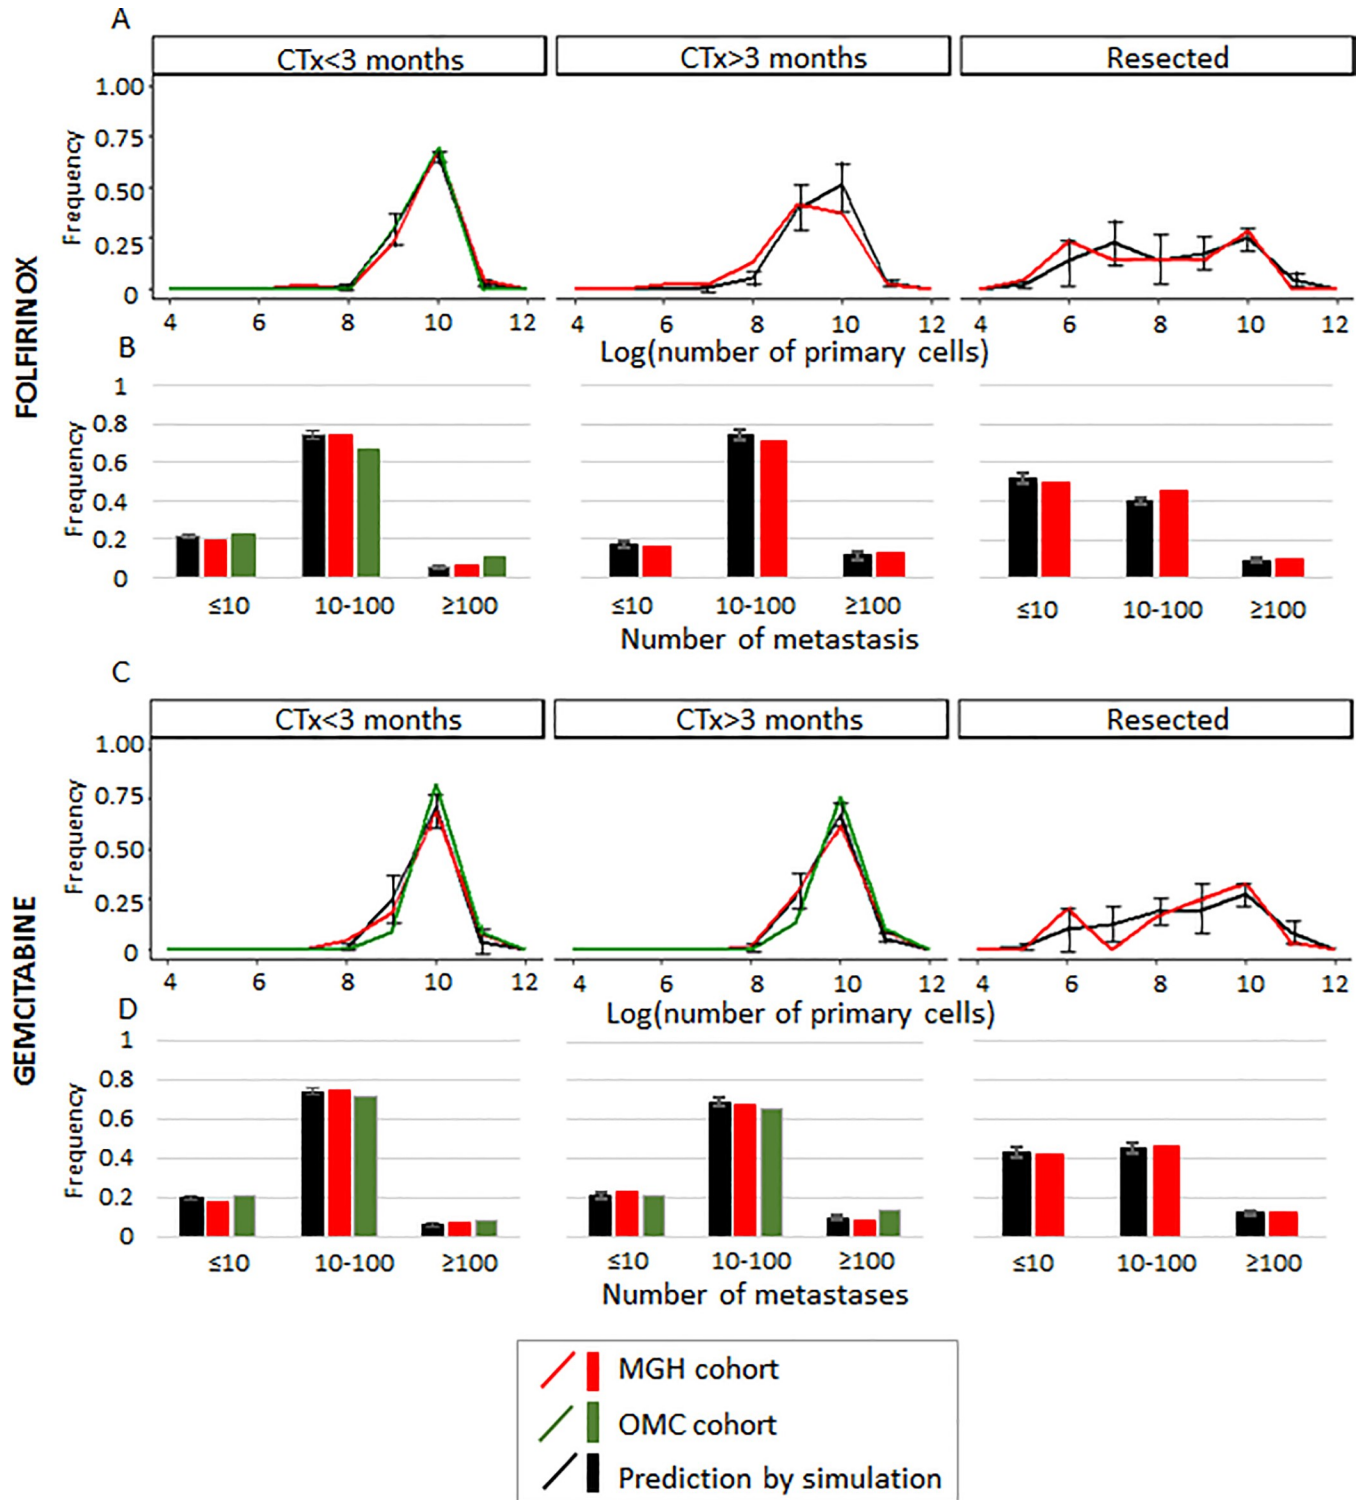 A
CTx<3 months
CTx>3 months
Resected
FOLFIRINOX
Frequency
1.00
0.75
0.50
0.25
0
4 6 8 10 12
4 6 8 10 12
4 6 8 10 12
Log(number of primary cells)
B
Frequency
1
0.8
0.6
0.4
0.2
0
≤10 10-100 ≥100
≤10 10-100 ≥100
≤10 10-100 ≥100
Number of metastasis
C
CTx<3 months
CTx>3 months
Resected
GEMCITABINE
Frequency
1.00
0.75
0.50
0.25
0
4 6 8 10 12
4 6 8 10 12
4 6 8 10 12
Log(number of primary cells)
D
Frequency
1
0.8
0.6
0.4
0.2
0
≤10 10-100 ≥100
≤10 10-100 ≥100
≤10 10-100 ≥100
Number of metastases
MGH cohort
OMC cohort
Prediction by simulation